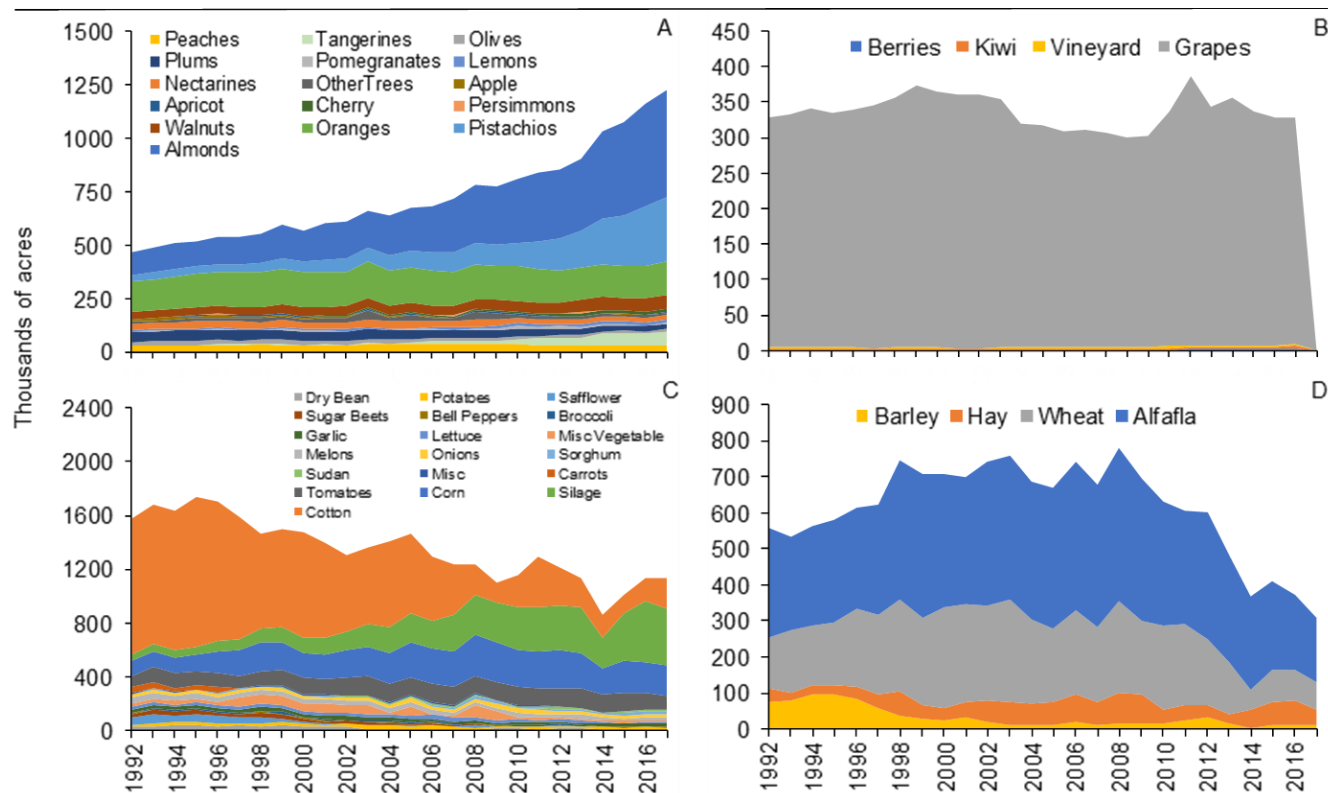 A
Peaches Tangerines Olives
Plums Pomegranates Lemons
Nectarines OtherTrees Apple
Apricot Cherry Persimmons
Walnuts Oranges Pistachios
Almonds
1500
1250
1000
750
500
250
0
B
Berries Kiwi Vineyard Grapes
450
400
350
300
250
200
150
100
50
0
Thousands of acres
C
Dry Bean Potatoes Safflower
Sugar Beets Bell Peppers Broccoli
Garlic Lettuce Misc Vegetable
Melons Onions Sorghum
Sudan Misc Carrots
Tomatoes Corn Silage
Cotton
2400
2000
1600
1200
800
400
0
1992 1994 1996 1998 2000 2002 2004 2006 2008 2010 2012 2014 2016
D
Barley Hay Wheat Alfafla
900
800
700
600
500
400
300
200
100
0
1992 1994 1996 1998 2000 2002 2004 2006 2008 2010 2012 2014 2016